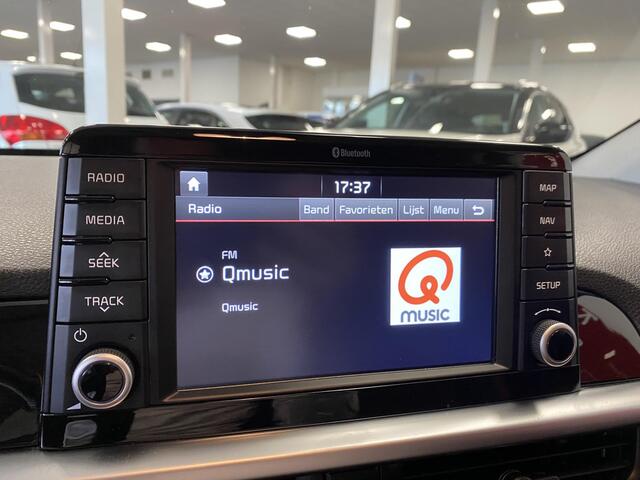 Bluetooth
RADIO
MEDIA
SEEK
TRACK
17:37
Radio Band Favorieten Lijst Menu
FM
Qmusic
Qmusic
Q
MUSIC
MAP
NAV
SETUP